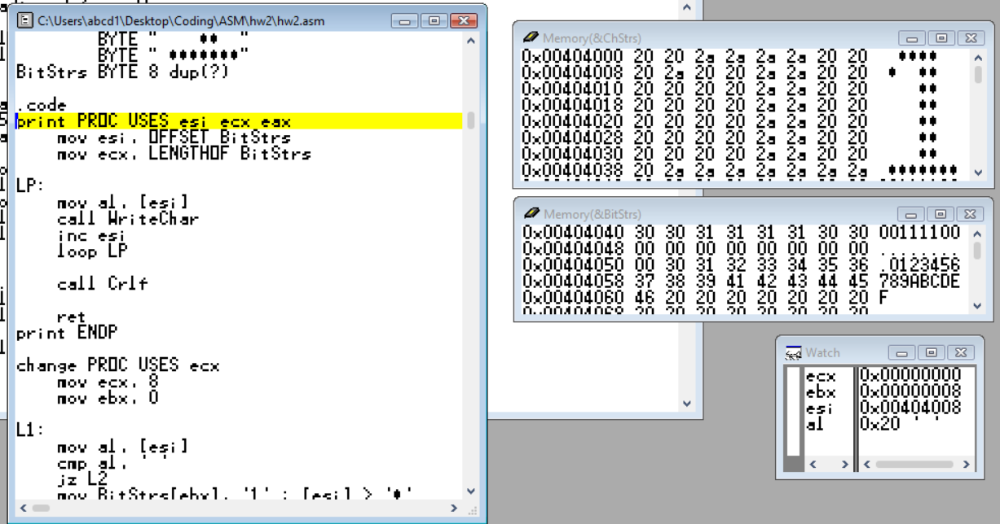 C:\Users\abcd1\Desktop\Coding\ASM\hw2\hw2.asm
BYTE "     **   "
BYTE " *******"
BitStrs BYTE 8 dup(?)
.code
print PROC USES esi ecx eax
mov esi, OFFSET BitStrs
mov ecx, LENGTHOF BitStrs
LP:
mov al, [esi]
call WriteChar
inc esi
loop LP
call Crlf
ret
print ENDP
change PROC USES ecx
mov ecx, 8
mov ebx, 0
L1:
mov al, [esi]
cmp al, ' '
jz L2
mov BitStrs[ebx], '1' ; [esi] > '*'
Memory(&ChStrs)
0x00404000 20 20 2a 2a 2a 2a 20 20   ****
0x00404008 20 2a 20 20 2a 2a 20 20  *  **
0x00404010 20 20 20 20 2a 2a 20 20     **
0x00404018 20 20 20 20 2a 2a 20 20     **
0x00404020 20 20 20 20 2a 2a 20 20     **
0x00404028 20 20 20 20 2a 2a 20 20     **
0x00404030 20 20 20 20 2a 2a 20 20     **
0x00404038 20 2a 2a 2a 2a 2a 2a 2a  *******
Memory(&BitStrs)
0x00404040 30 30 31 31 31 31 30 30 00111100
0x00404048 00 00 00 00 00 00 00 00 ........
0x00404050 00 30 31 32 33 34 35 36 .0123456
0x00404058 37 38 39 41 42 43 44 45 789ABCDE
0x00404060 46 20 20 20 20 20 20 20 F
0x00404068 20 20 20 20 20 20 20 20
Watch
ecx 0x00000000
ebx 0x00000008
esi 0x00404008
al 0x20 ' '